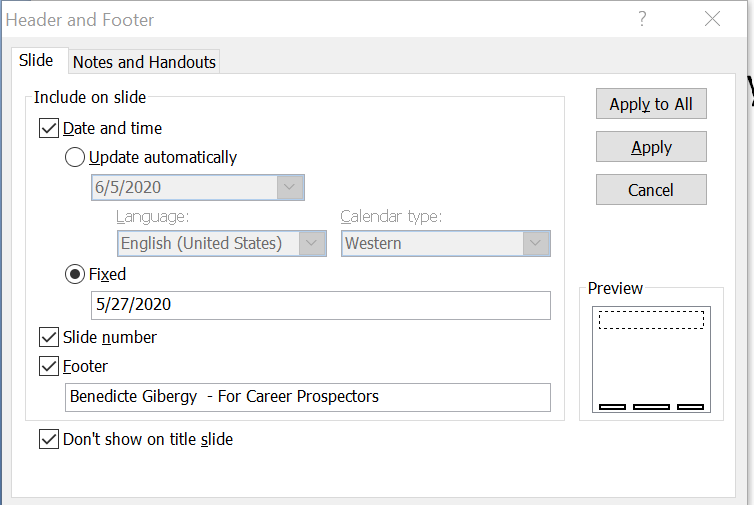 Header and Footer ?
Slide Notes and Handouts
Include on slide
Date and time
Update automatically
6/5/2020
Language: Calendar type:
English (United States) Western
Fixed
5/27/2020
Slide number
Footer
Benedicte Gibergy  - For Career Prospectors
Don't show on title slide
Apply to All
Apply
Cancel
Preview